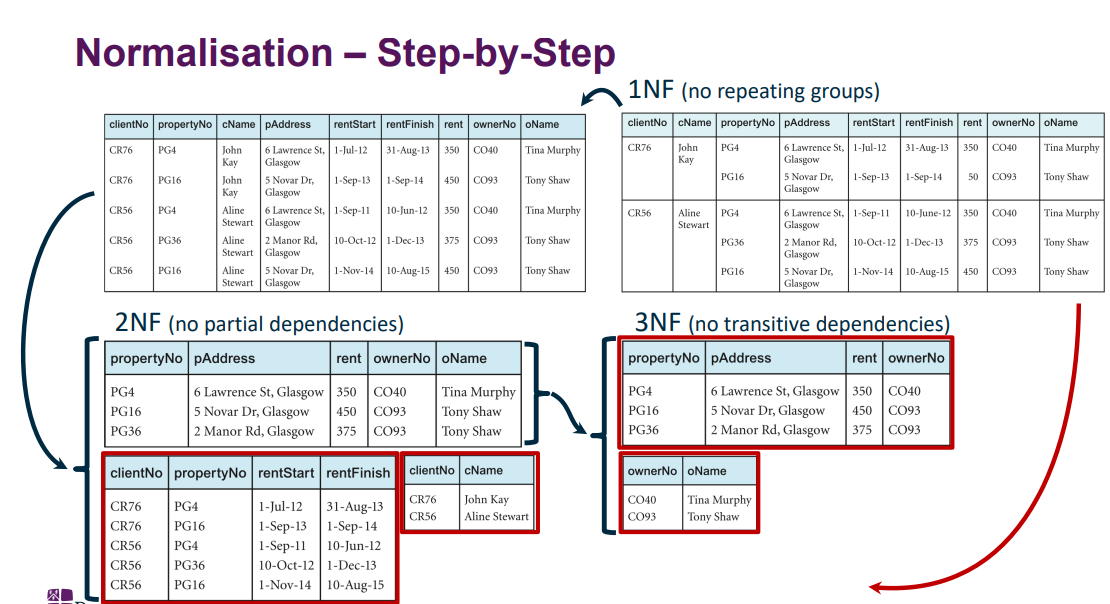 Normalisation – Step-by-Step
1NF (no repeating groups)
clientNo propertyNo cName pAddress rentStart rentFinish rent ownerNo oName
CR76 PG4 John 6 Lawrence St, 1-Jul-12 31-Aug-13 350 CO40 Tina Murphy
Kay Glasgow
CR76 PG16 John 5 Novar Dr, 1-Sep-13 1-Sep-14 450 CO93 Tony Shaw
Kay Glasgow
CR56 PG4 Aline 6 Lawrence St, 1-Sep-11 10-Jun-12 350 CO40 Tina Murphy
Stewart Glasgow
CR56 PG36 Aline 2 Manor Rd, 10-Oct-12 1-Dec-13 375 CO93 Tony Shaw
Stewart Glasgow
CR56 PG16 Aline 5 Novar Dr, 1-Nov-14 10-Aug-15 450 CO93 Tony Shaw
Stewart Glasgow
clientNo cName propertyNo pAddress rentStart rentFinish rent ownerNo oName
CR76 John PG4 6 Lawrence St, 1-Jul-12 31-Aug-13 350 CO40 Tina Murphy
Kay Glasgow
PG16 5 Novar Dr, 1-Sep-13 1-Sep-14 50 CO93 Tony Shaw
Glasgow
CR56 Aline PG4 6 Lawrence St, 1-Sep-11 10-June-12 350 CO40 Tina Murphy
Stewart Glasgow
PG36 2 Manor Rd, 10-Oct-12 1-Dec-13 375 CO93 Tony Shaw
Glasgow
PG16 5 Novar Dr, 1-Nov-14 10-Aug-15 450 CO93 Tony Shaw
Glasgow
2NF (no partial dependencies)
propertyNo pAddress rent ownerNo oName
PG4 6 Lawrence St, Glasgow 350 CO40 Tina Murphy
PG16 5 Novar Dr, Glasgow 450 CO93 Tony Shaw
PG36 2 Manor Rd, Glasgow 375 CO93 Tony Shaw
clientNo propertyNo rentStart rentFinish
CR76 PG4 1-Jul-12 31-Aug-13
CR76 PG16 1-Sep-13 1-Sep-14
CR56 PG4 1-Sep-11 10-Jun-12
CR56 PG36 10-Oct-12 1-Dec-13
CR56 PG16 1-Nov-14 10-Aug-15
clientNo cName
CR76 John Kay
CR56 Aline Stewart
3NF (no transitive dependencies)
propertyNo pAddress rent ownerNo
PG4 6 Lawrence St, Glasgow 350 CO40
PG16 5 Novar Dr, Glasgow 450 CO93
PG36 2 Manor Rd, Glasgow 375 CO93
ownerNo oName
CO40 Tina Murphy
CO93 Tony Shaw